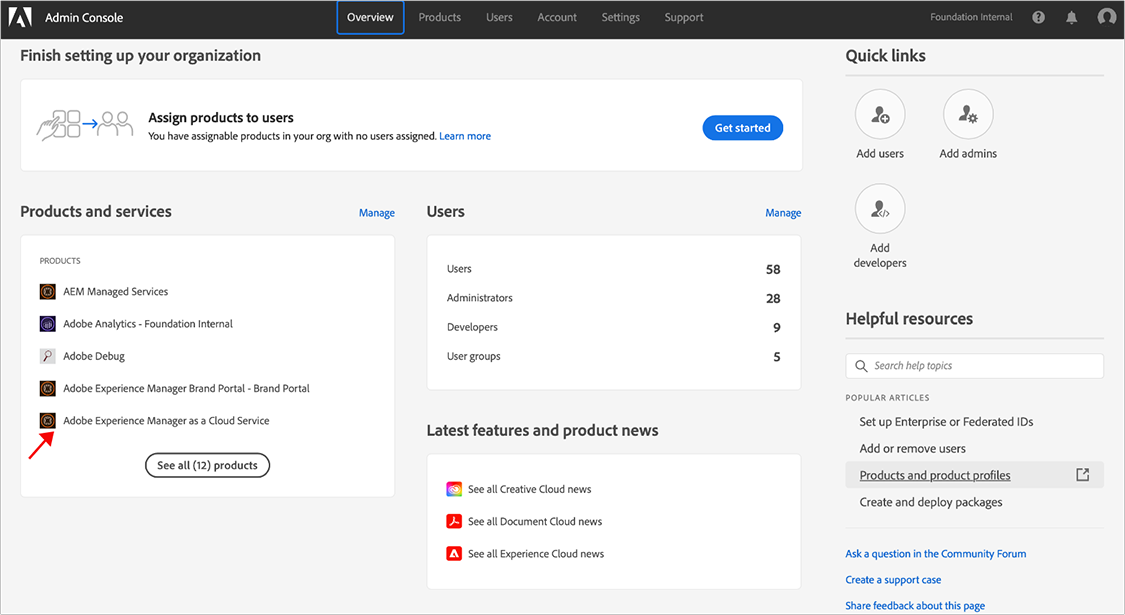 Admin Console
Overview
Products
Users
Account
Settings
Support
Foundation Internal
Finish setting up your organization
Assign products to users
You have assignable products in your org with no users assigned. Learn more
Get started
Products and services
Manage
PRODUCTS
AEM Managed Services
Adobe Analytics - Foundation Internal
Adobe Debug
Adobe Experience Manager Brand Portal - Brand Portal
Adobe Experience Manager as a Cloud Service
See all (12) products
Users
Manage
Users 58
Administrators 28
Developers 9
User groups 5
Latest features and product news
See all Creative Cloud news
See all Document Cloud news
See all Experience Cloud news
Quick links
Add users
Add admins
Add
developers
Helpful resources
Search help topics
POPULAR ARTICLES
Set up Enterprise or Federated IDs
Add or remove users
Products and product profiles
Create and deploy packages
Ask a question in the Community Forum
Create a support case
Share feedback about this page